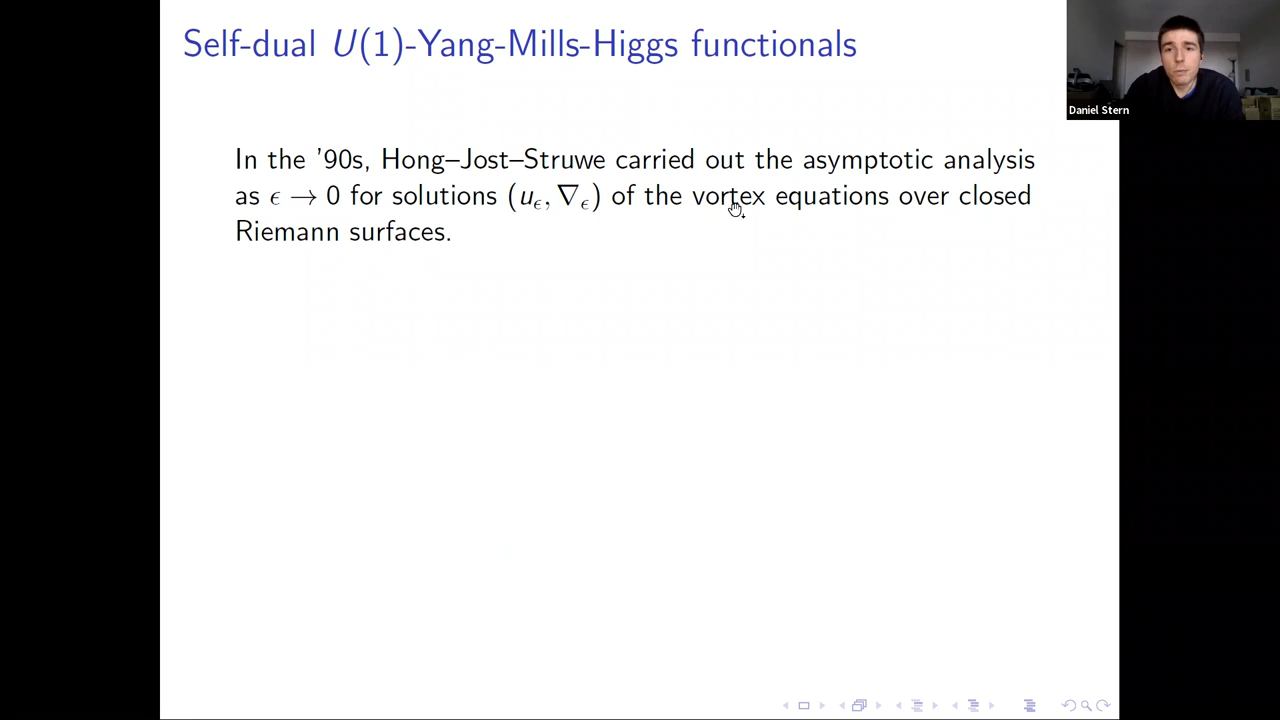 Self-dual U(1)-Yang-Mills-Higgs functionals
Daniel Stern
In the '90s, Hong–Jost–Struwe carried out the asymptotic analysis
as ϵ → 0 for solutions (u_ϵ, ∇_ϵ) of the vortex equations over closed
Riemann surfaces.